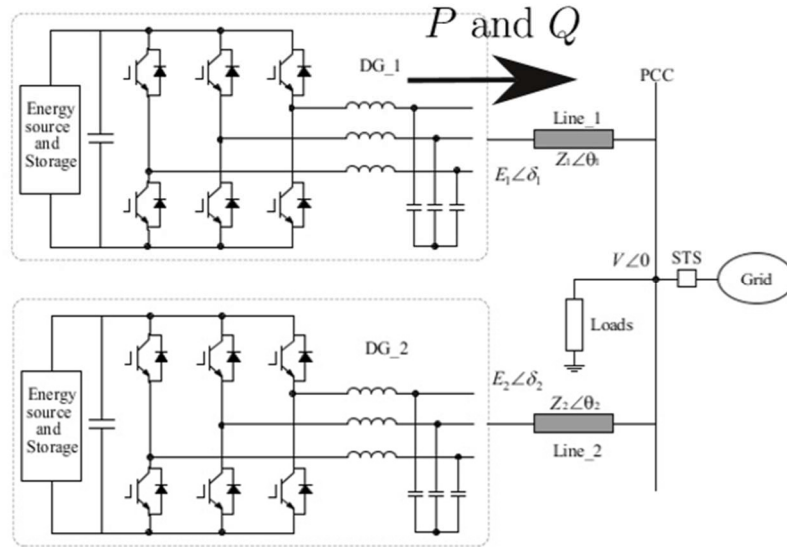 P and Q
DG_1
PCC
Energy
source
and
Storage
Line_1
Z₁∠θ₁
E₁∠δ₁
V∠0
STS
Grid
Loads
DG_2
E₂∠δ₂
Energy
source
and
Storage
Z₂∠θ₂
Line_2